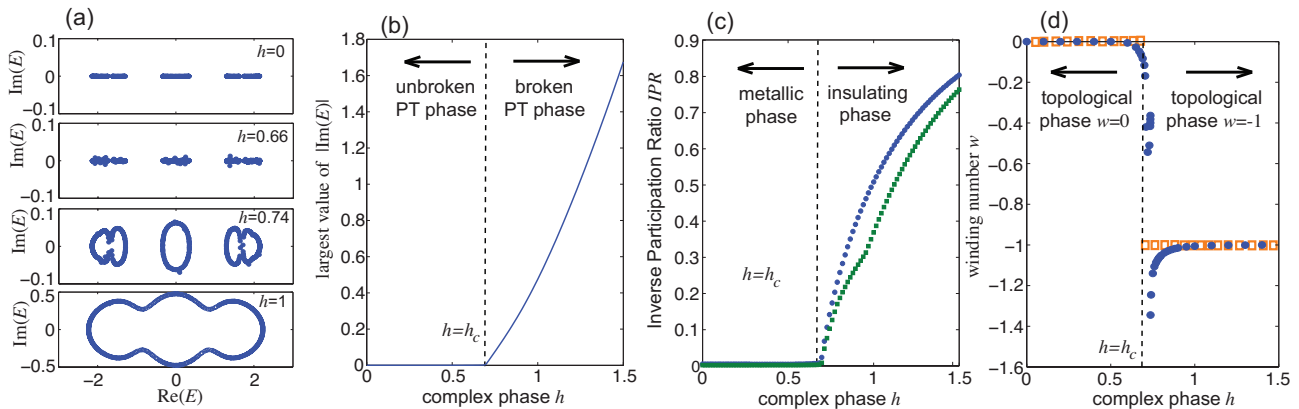 (a)
0.1
0
−0.1
Im(E)
h=0
0.1
0
−0.1
Im(E)
h=0.66
0.1
0
−0.1
Im(E)
h=0.74
0.5
0
−0.5
Im(E)
h=1
−2
0
2
Re(E)
(b)
1.8
1.6
1.4
1.2
1
0.8
0.6
0.4
0.2
0
largest value of |Im(E)|
unbroken
PT phase
broken
PT phase
h=hc
0
0.5
1.0
1.5
complex phase h
(c)
0.9
0.8
0.7
0.6
0.5
0.4
0.3
0.2
0.1
0
Inverse Participation Ratio IPR
metallic
phase
insulating
phase
h=hc
0
0.5
1
1.5
complex phase h
(d)
0
−0.2
−0.4
−0.6
−0.8
−1
−1.2
−1.4
−1.6
winding number w
topological
phase w=0
topological
phase w=-1
h=hc
0
0.5
1
1.5
complex phase h